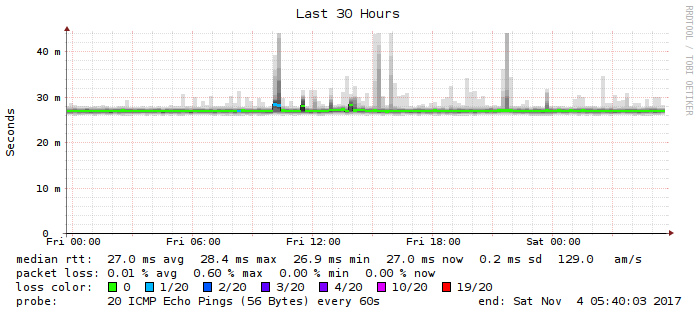 Last 30 Hours
RRDTOOL / TOBI OETIKER
Seconds
40 m
30 m
20 m
10 m
0
Fri 00:00 Fri 06:00 Fri 12:00 Fri 18:00 Sat 00:00
median rtt: 27.0 ms avg 28.4 ms max 26.9 ms min 27.0 ms now 0.2 ms sd 129.0 am/s
packet loss: 0.01 % avg 0.60 % max 0.00 % min 0.00 % now
loss color: 0 1/20 2/20 3/20 4/20 10/20 19/20
probe: 20 ICMP Echo Pings (56 Bytes) every 60s end: Sat Nov 4 05:40:03 2017